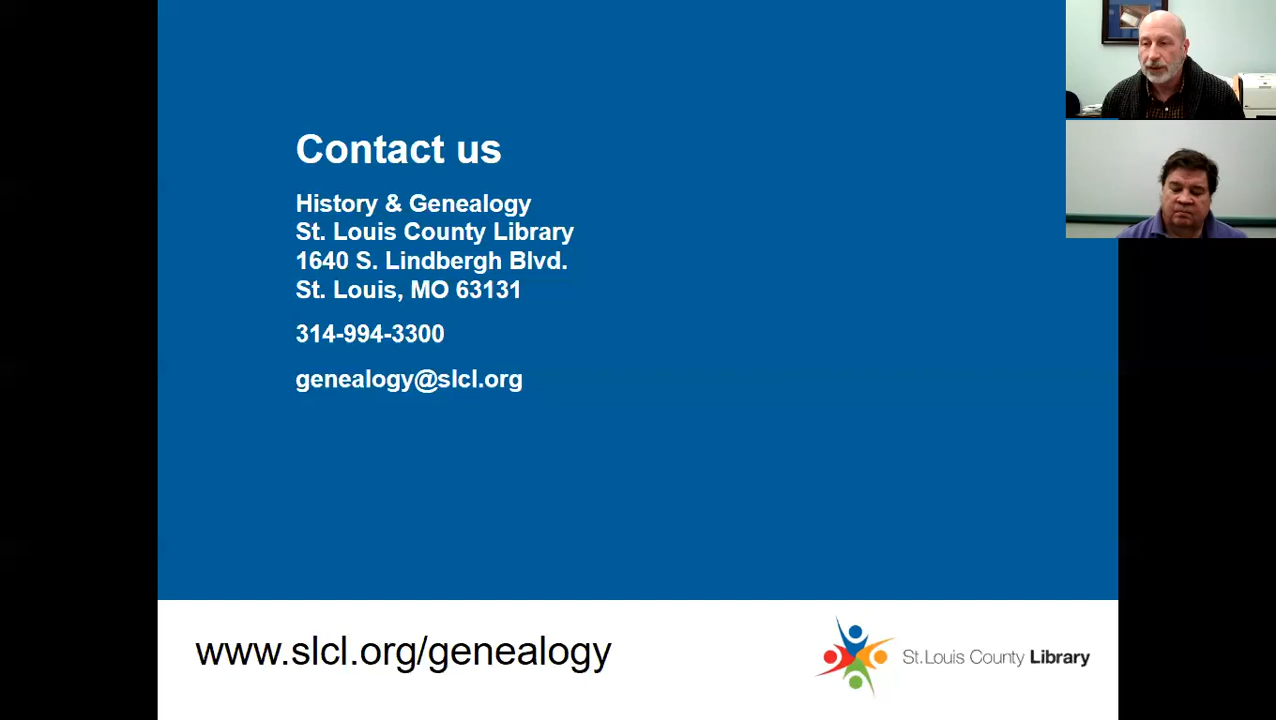 Contact us
History & Genealogy
St. Louis County Library
1640 S. Lindbergh Blvd.
St. Louis, MO 63131
314-994-3300
genealogy@slcl.org
www.slcl.org/genealogy
St.Louis County Library